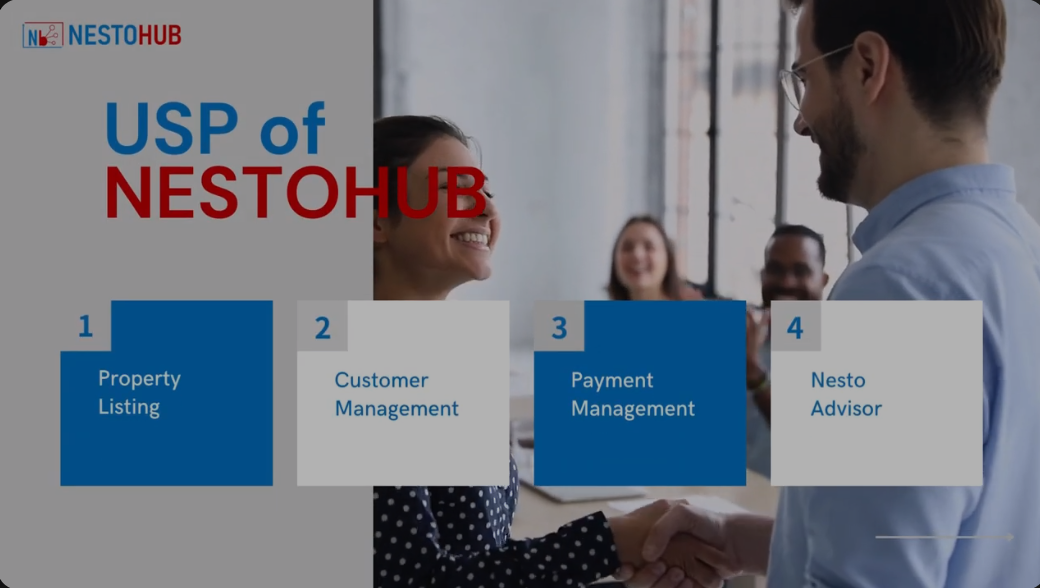 NESTOHUB
USP of
NESTOHUB
1
Property
Listing
2
Customer
Management
3
Payment
Management
4
Nesto
Advisor